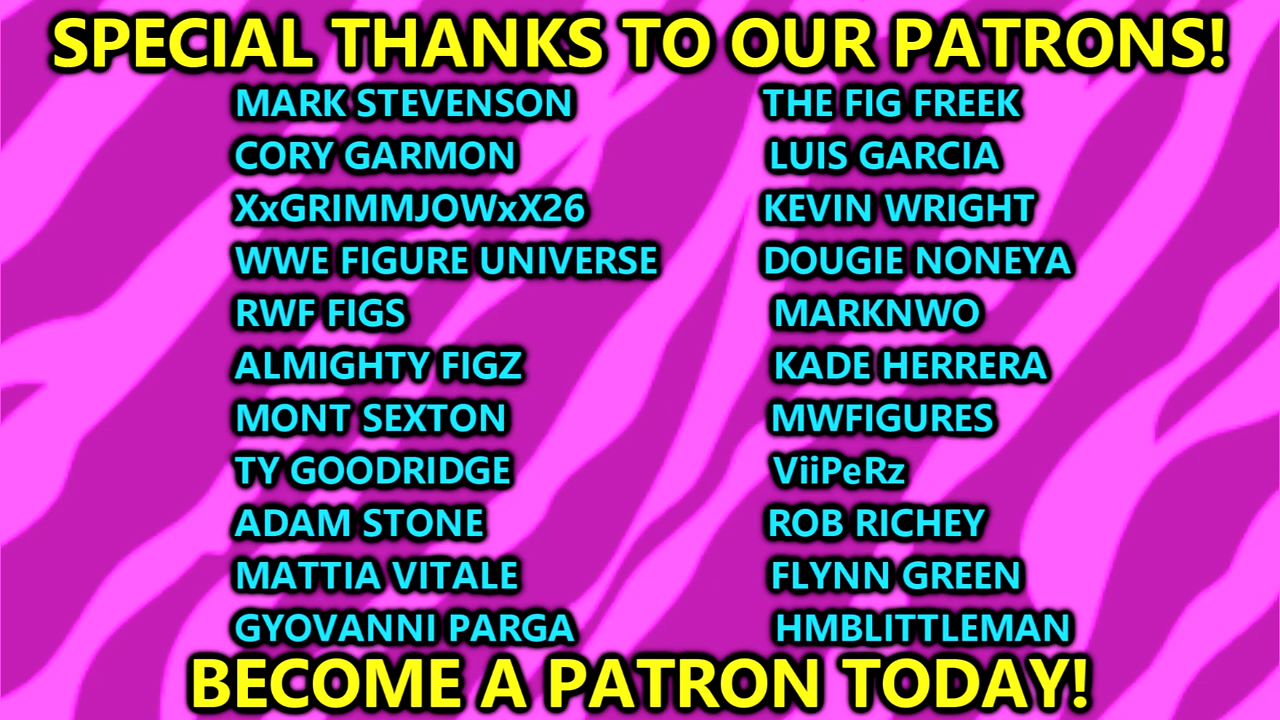 SPECIAL THANKS TO OUR PATRONS!
MARK STEVENSON
CORY GARMON
XxGRIMMJOWxX26
WWE FIGURE UNIVERSE
RWF FIGS
ALMIGHTY FIGZ
MONT SEXTON
TY GOODRIDGE
ADAM STONE
MATTIA VITALE
GYOVANNI PARGA
THE FIG FREEK
LUIS GARCIA
KEVIN WRIGHT
DOUGIE NONEYA
MARKNWO
KADE HERRERA
MWFIGURES
ViiPeRz
ROB RICHEY
FLYNN GREEN
HMBLITTLEMAN
BECOME A PATRON TODAY!